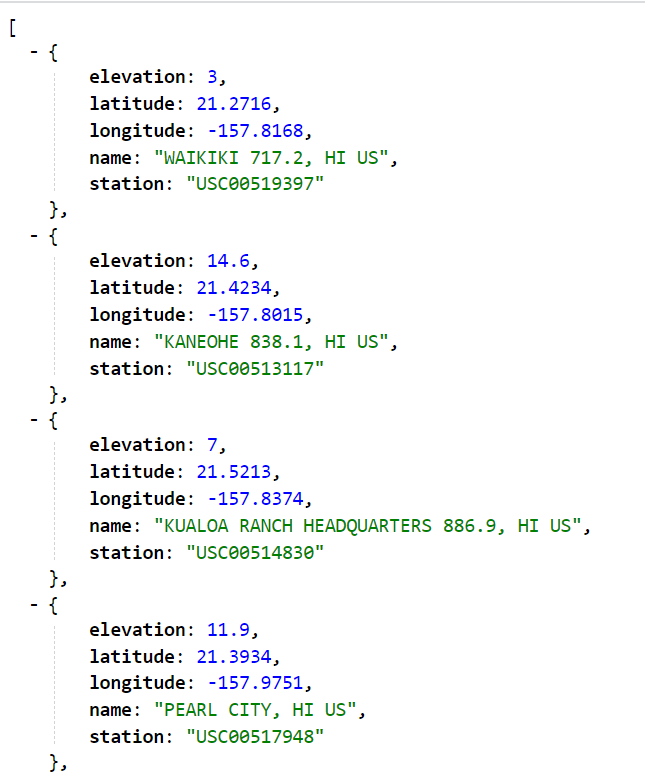 [
- {
elevation: 3,
latitude: 21.2716,
longitude: -157.8168,
name: "WAIKIKI 717.2, HI US",
station: "USC00519397"
},
- {
elevation: 14.6,
latitude: 21.4234,
longitude: -157.8015,
name: "KANEOHE 838.1, HI US",
station: "USC00513117"
},
- {
elevation: 7,
latitude: 21.5213,
longitude: -157.8374,
name: "KUALOA RANCH HEADQUARTERS 886.9, HI US",
station: "USC00514830"
},
- {
elevation: 11.9,
latitude: 21.3934,
longitude: -157.9751,
name: "PEARL CITY, HI US",
station: "USC00517948"
},